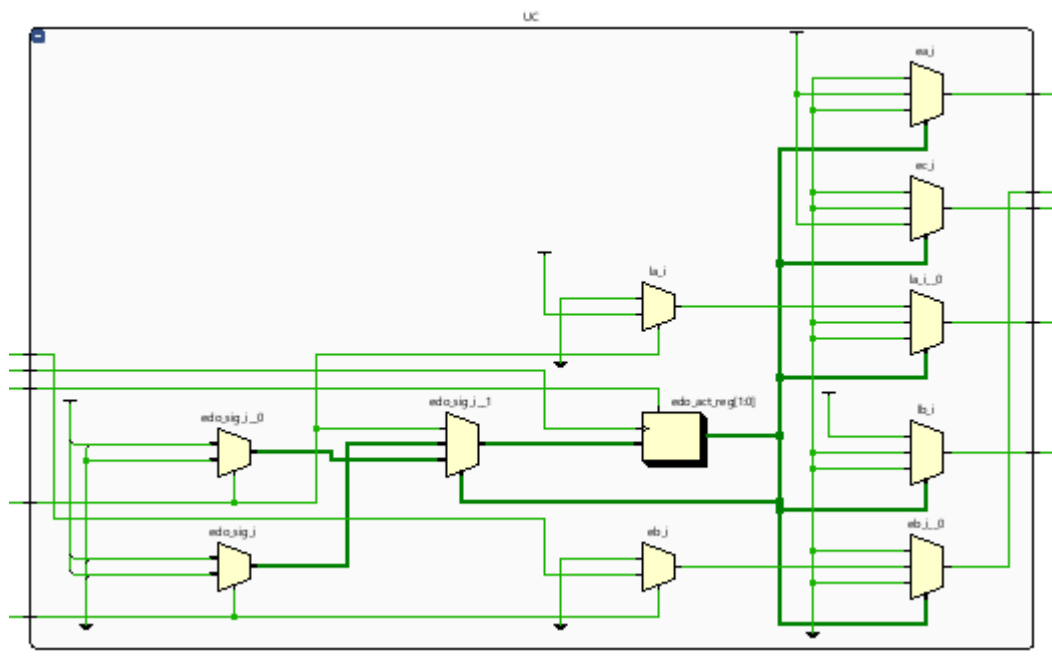 UC
ea_i
ec_i
la_i
la_i__0
edo_sig_i__0
edo_sig_i__1
edo_act_reg[1:0]
lb_i
edo_sig_i
eb_i
eb_i__0